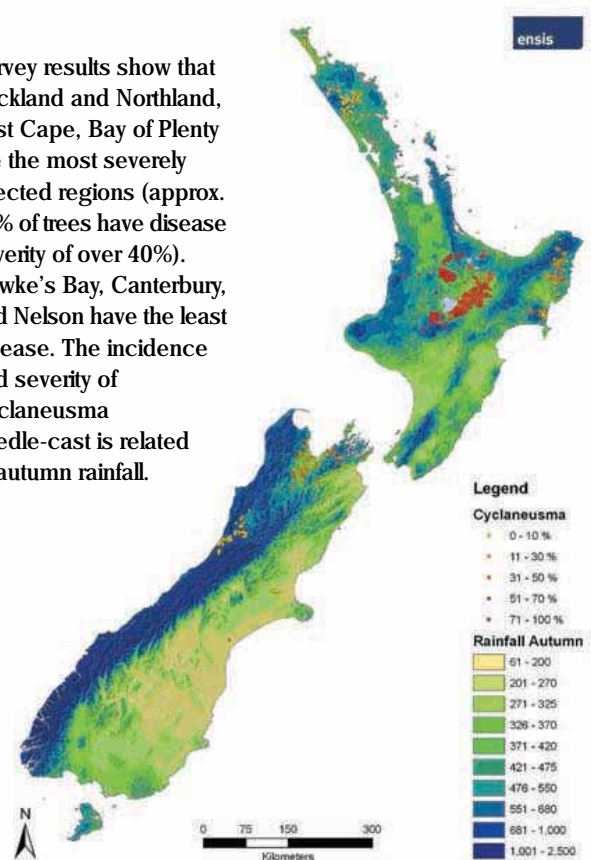 ensis
rvey results show that
ckland and Northland,
st Cape, Bay of Plenty
e the most severely
ected regions (approx.
% of trees have disease
verity of over 40%).
wke's Bay, Canterbury,
d Nelson have the least
ease. The incidence
d severity of
claneusma
edle-cast is related
autumn rainfall.
Legend
Cyclaneusma
0 - 10 %
11 - 30 %
31 - 50 %
51 - 70 %
71 - 100 %
Rainfall Autumn
61 - 200
201 - 270
271 - 325
326 - 370
371 - 420
421 - 475
476 - 550
551 - 680
681 - 1,000
1,001 - 2,500
N
0 75 150 300
Kilometers